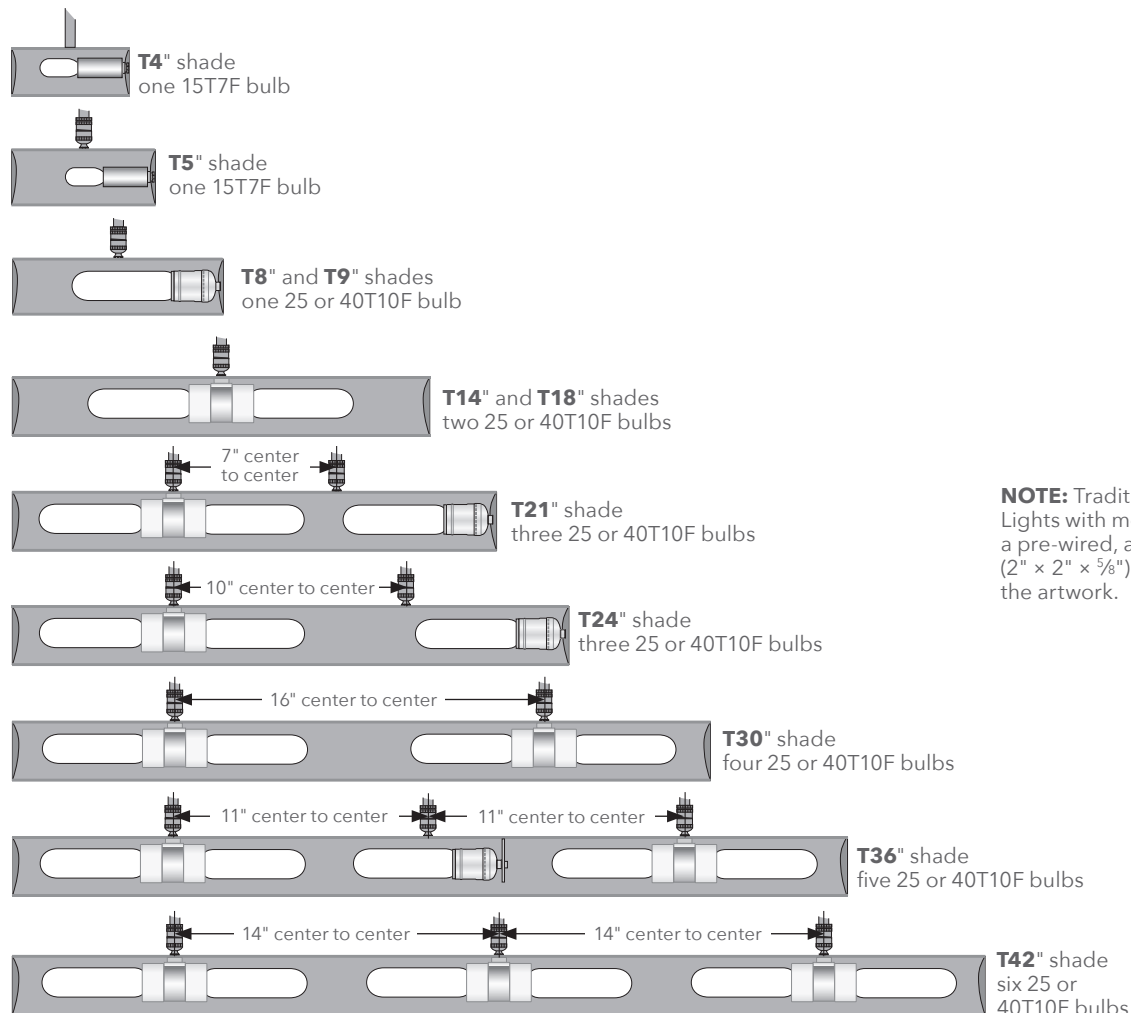 T4" shade
one 15T7F bulb
T5" shade
one 15T7F bulb
T8" and T9" shades
one 25 or 40T10F bulb
T14" and T18" shades
two 25 or 40T10F bulbs
7" center
to center
T21" shade
three 25 or 40T10F bulbs
NOTE: Tradit
Lights with m
a pre-wired, a
(2" × 2" × ⅝")
the artwork.
10" center to center
T24" shade
three 25 or 40T10F bulbs
16" center to center
T30" shade
four 25 or 40T10F bulbs
11" center to center 11" center to center
T36" shade
five 25 or 40T10F bulbs
14" center to center 14" center to center
T42" shade
six 25 or
40T10F bulbs